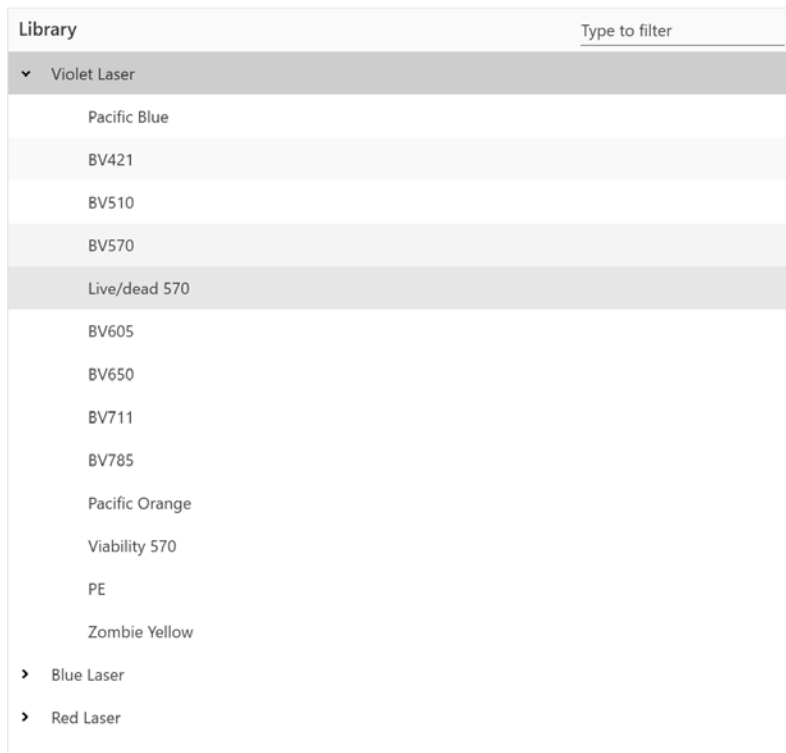 Library
Type to filter
Violet Laser
Pacific Blue
BV421
BV510
BV570
Live/dead 570
BV605
BV650
BV711
BV785
Pacific Orange
Viability 570
PE
Zombie Yellow
Blue Laser
Red Laser